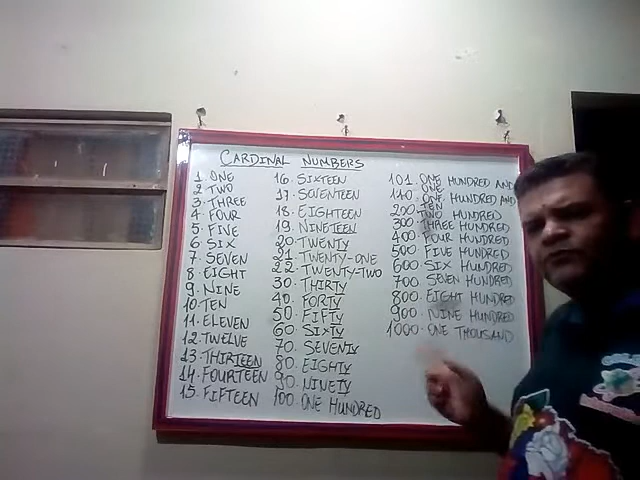 CARDINAL NUMBERS
1. ONE
2 TWO
3. THREE
4. FOUR
5 FIVE
6. SIX
7. SEVEN
8. EIGHT
9. NINE
10. TEN
11. ELEVEN
12. TWELVE
13. THIRTEEN
14. FOURTEEN
15. FIFTEEN
16. SIXTEEN
17. SEVENTEEN
18. EIGHTEEN
19. NINETEEN
20. TWENTY
21. TWENTY-ONE
22. TWENTY-TWO
30. THIRTY
40. FORTY
50. FIFTY
60. SIXTY
70. SEVENTY
80. EIGHTY
90. NINETY
100. ONE HUNDRED
101. ONE HUNDRED AND
ONE
110. ONE HUNDRED AND
TEN
200. TWO HUNDRED
300. THREE HUNDRED
400. FOUR HUNDRED
500. FIVE HUNDRED
600. SIX HUNDRED
700. SEVEN HUNDRED
800. EIGHT HUNDRED
900. NINE HUNDRED
1000. ONE THOUSAND